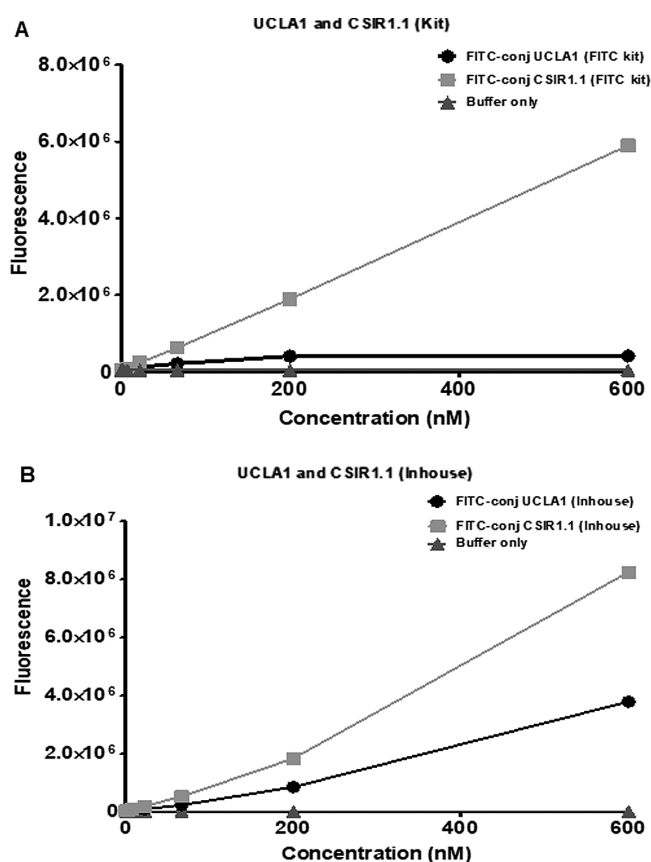 A
UCLA1 and CSIR1.1 (Kit)
FITC-conj UCLA1 (FITC kit)
FITC-conj CSIR1.1 (FITC kit)
Buffer only
Fluorescence
8.0×10⁶
6.0×10⁶
4.0×10⁶
2.0×10⁶
0
0 200 400 600
Concentration (nM)
B
UCLA1 and CSIR1.1 (Inhouse)
FITC-conj UCLA1 (Inhouse)
FITC-conj CSIR1.1 (Inhouse)
Buffer only
Fluorescence
1.0×10⁷
8.0×10⁶
6.0×10⁶
4.0×10⁶
2.0×10⁶
0
0 200 400 600
Concentration (nM)